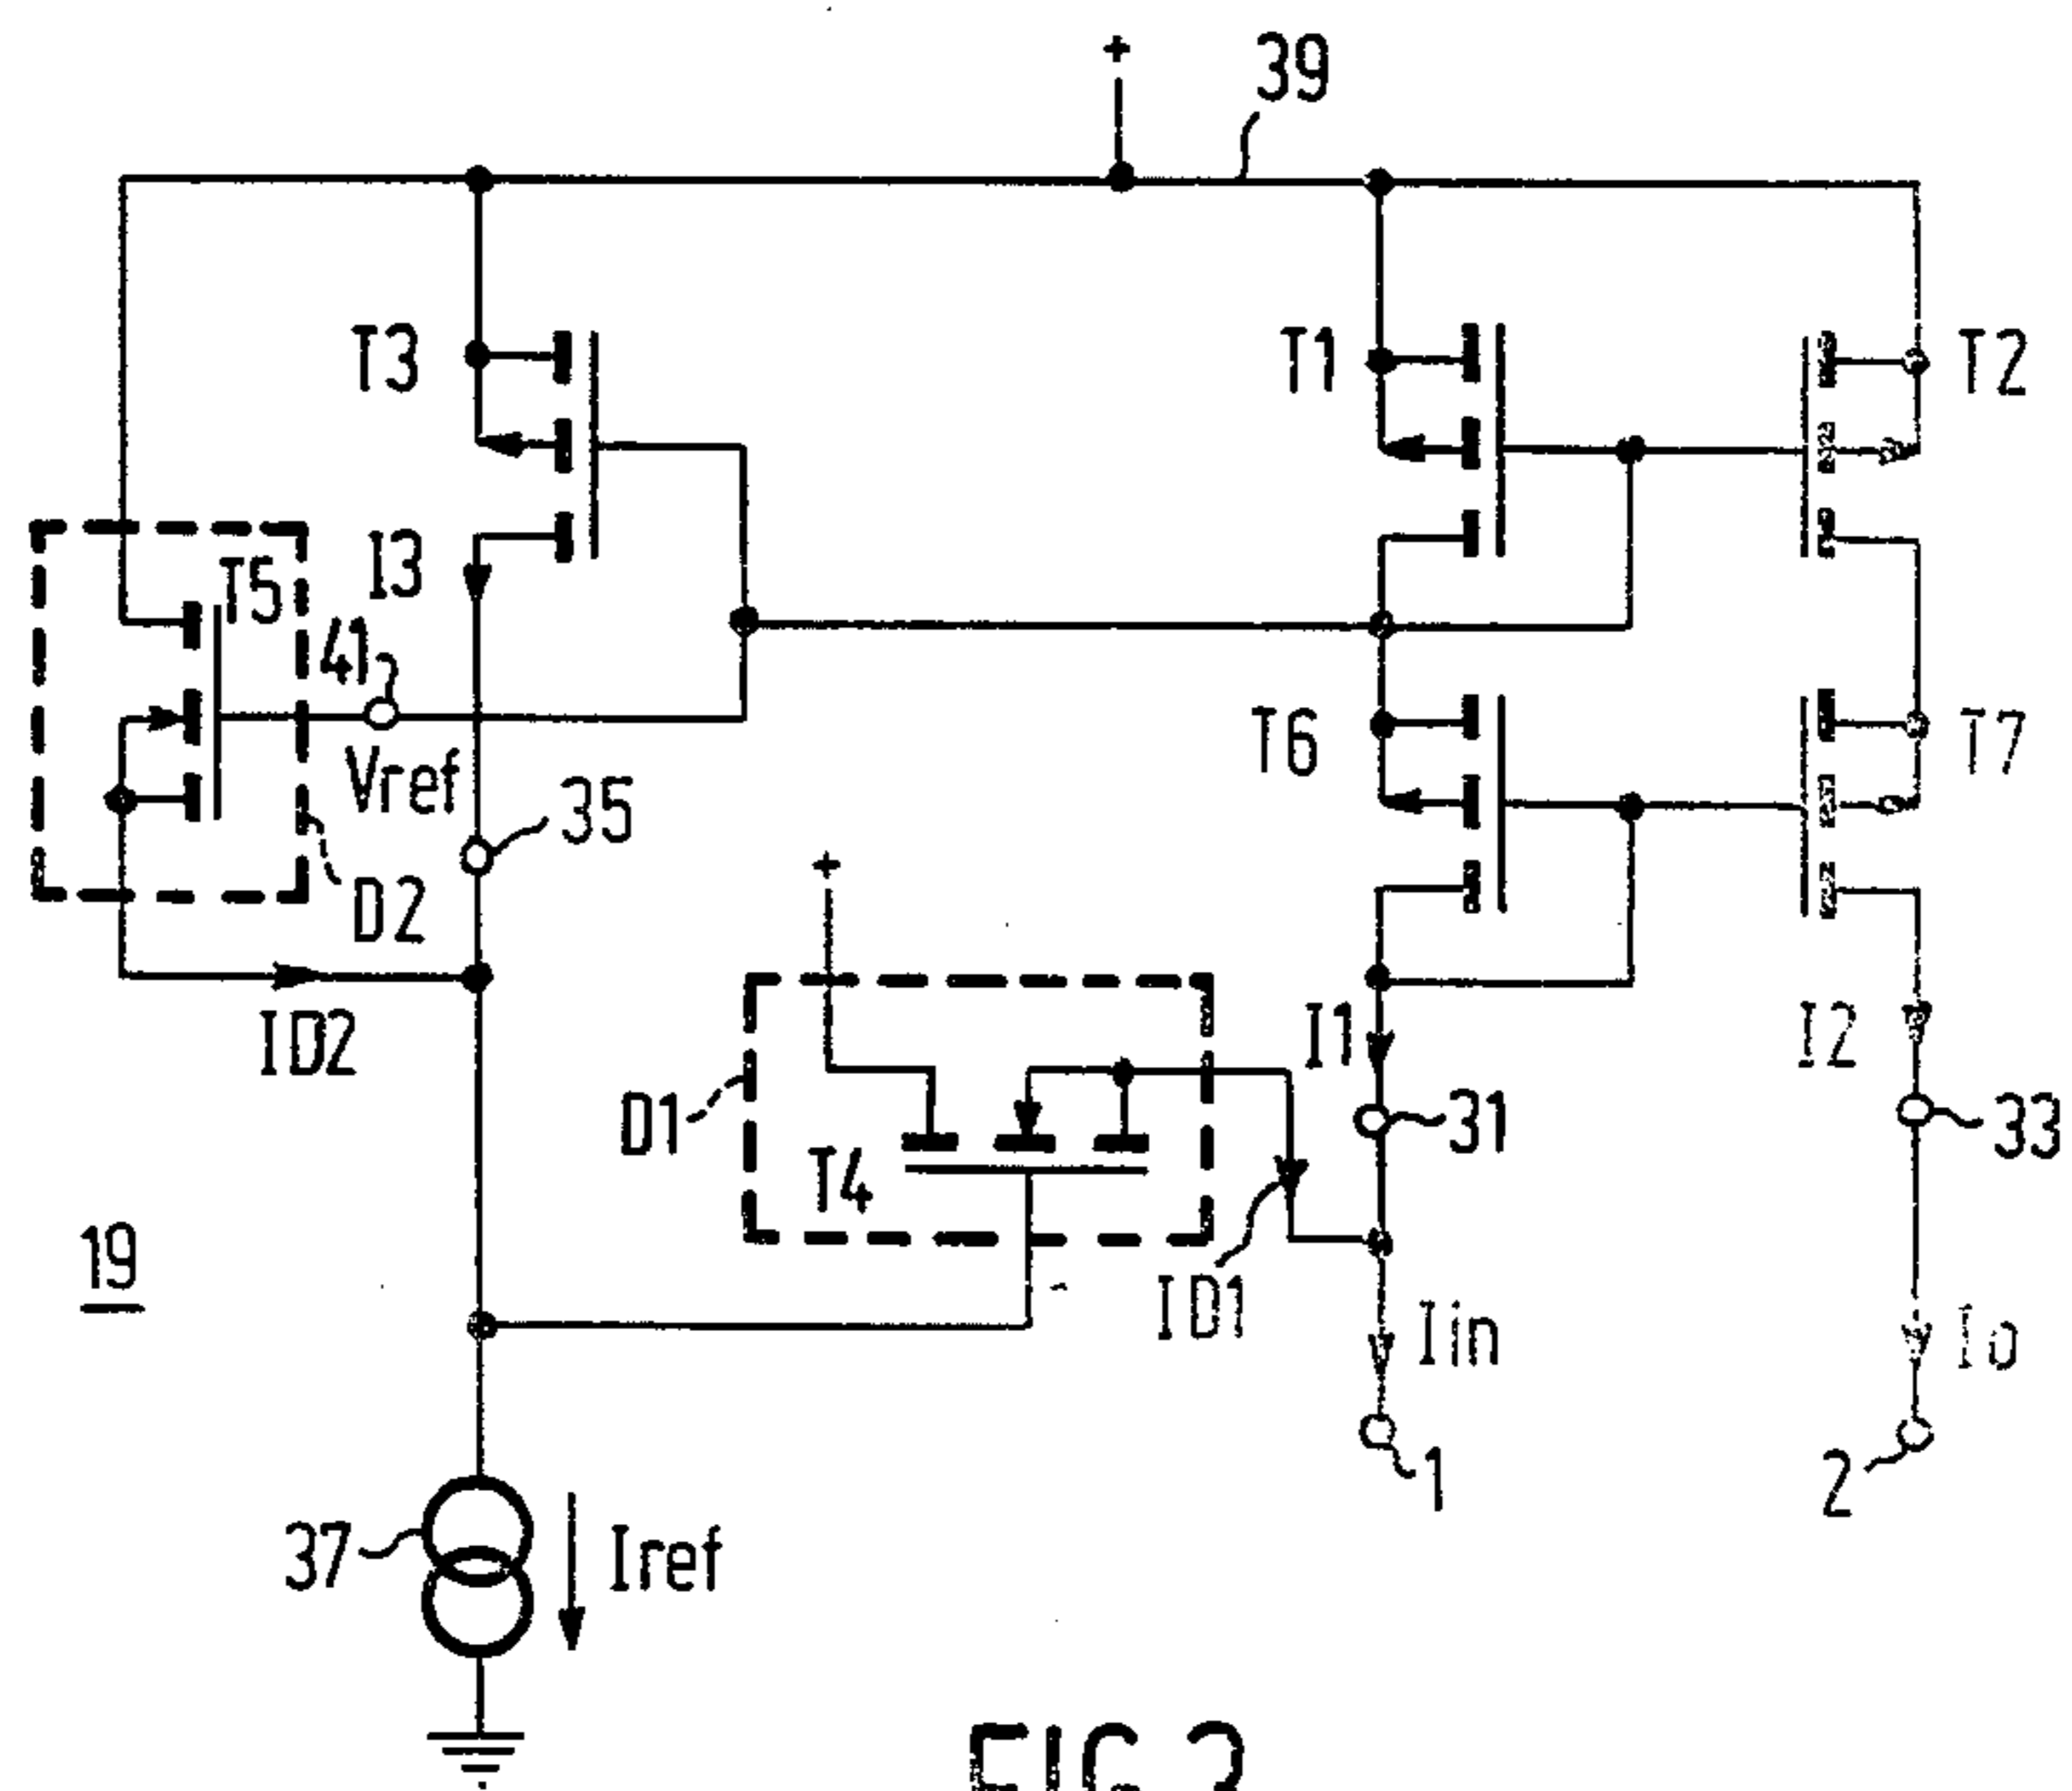 +
39
T3
T1
T2
I3
T5
41
Vref
35
T6
T7
D2
+
ID2
I1
I2
D1
31
33
T4
19
ID1
Iin
Io
1
2
37
Iref